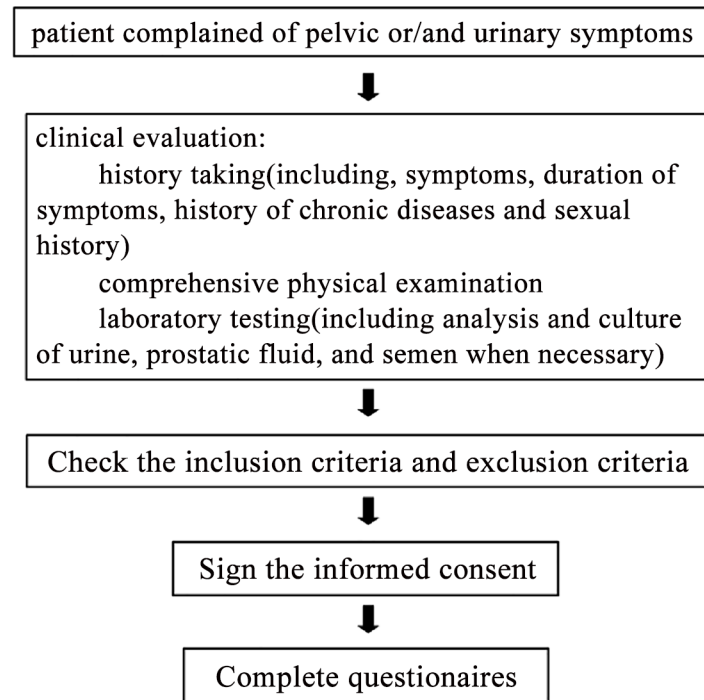 patient complained of pelvic or/and urinary symptoms
clinical evaluation:
history taking(including, symptoms, duration of
symptoms, history of chronic diseases and sexual
history)
comprehensive physical examination
laboratory testing(including analysis and culture
of urine, prostatic fluid, and semen when necessary)
Check the inclusion criteria and exclusion criteria
Sign the informed consent
Complete questionaires